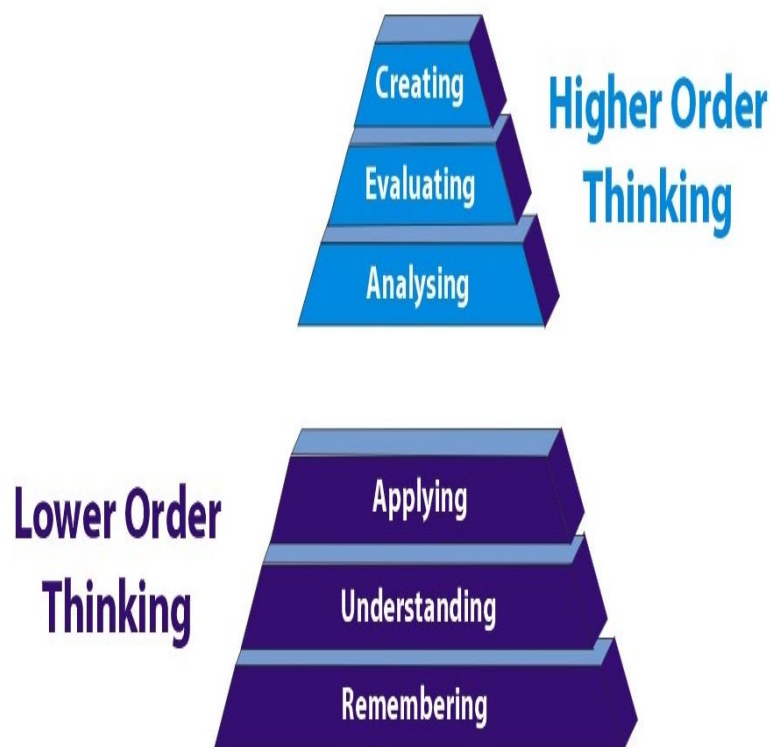 Creating
Higher Order
Thinking
Evaluating
Analysing
Applying
Lower Order
Thinking
Understanding
Remembering